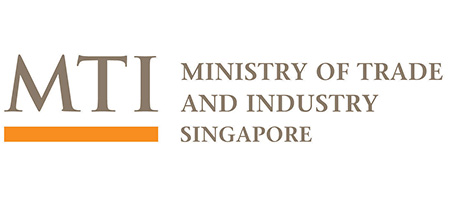 MTI
MINISTRY OF TRADE
AND INDUSTRY
SINGAPORE